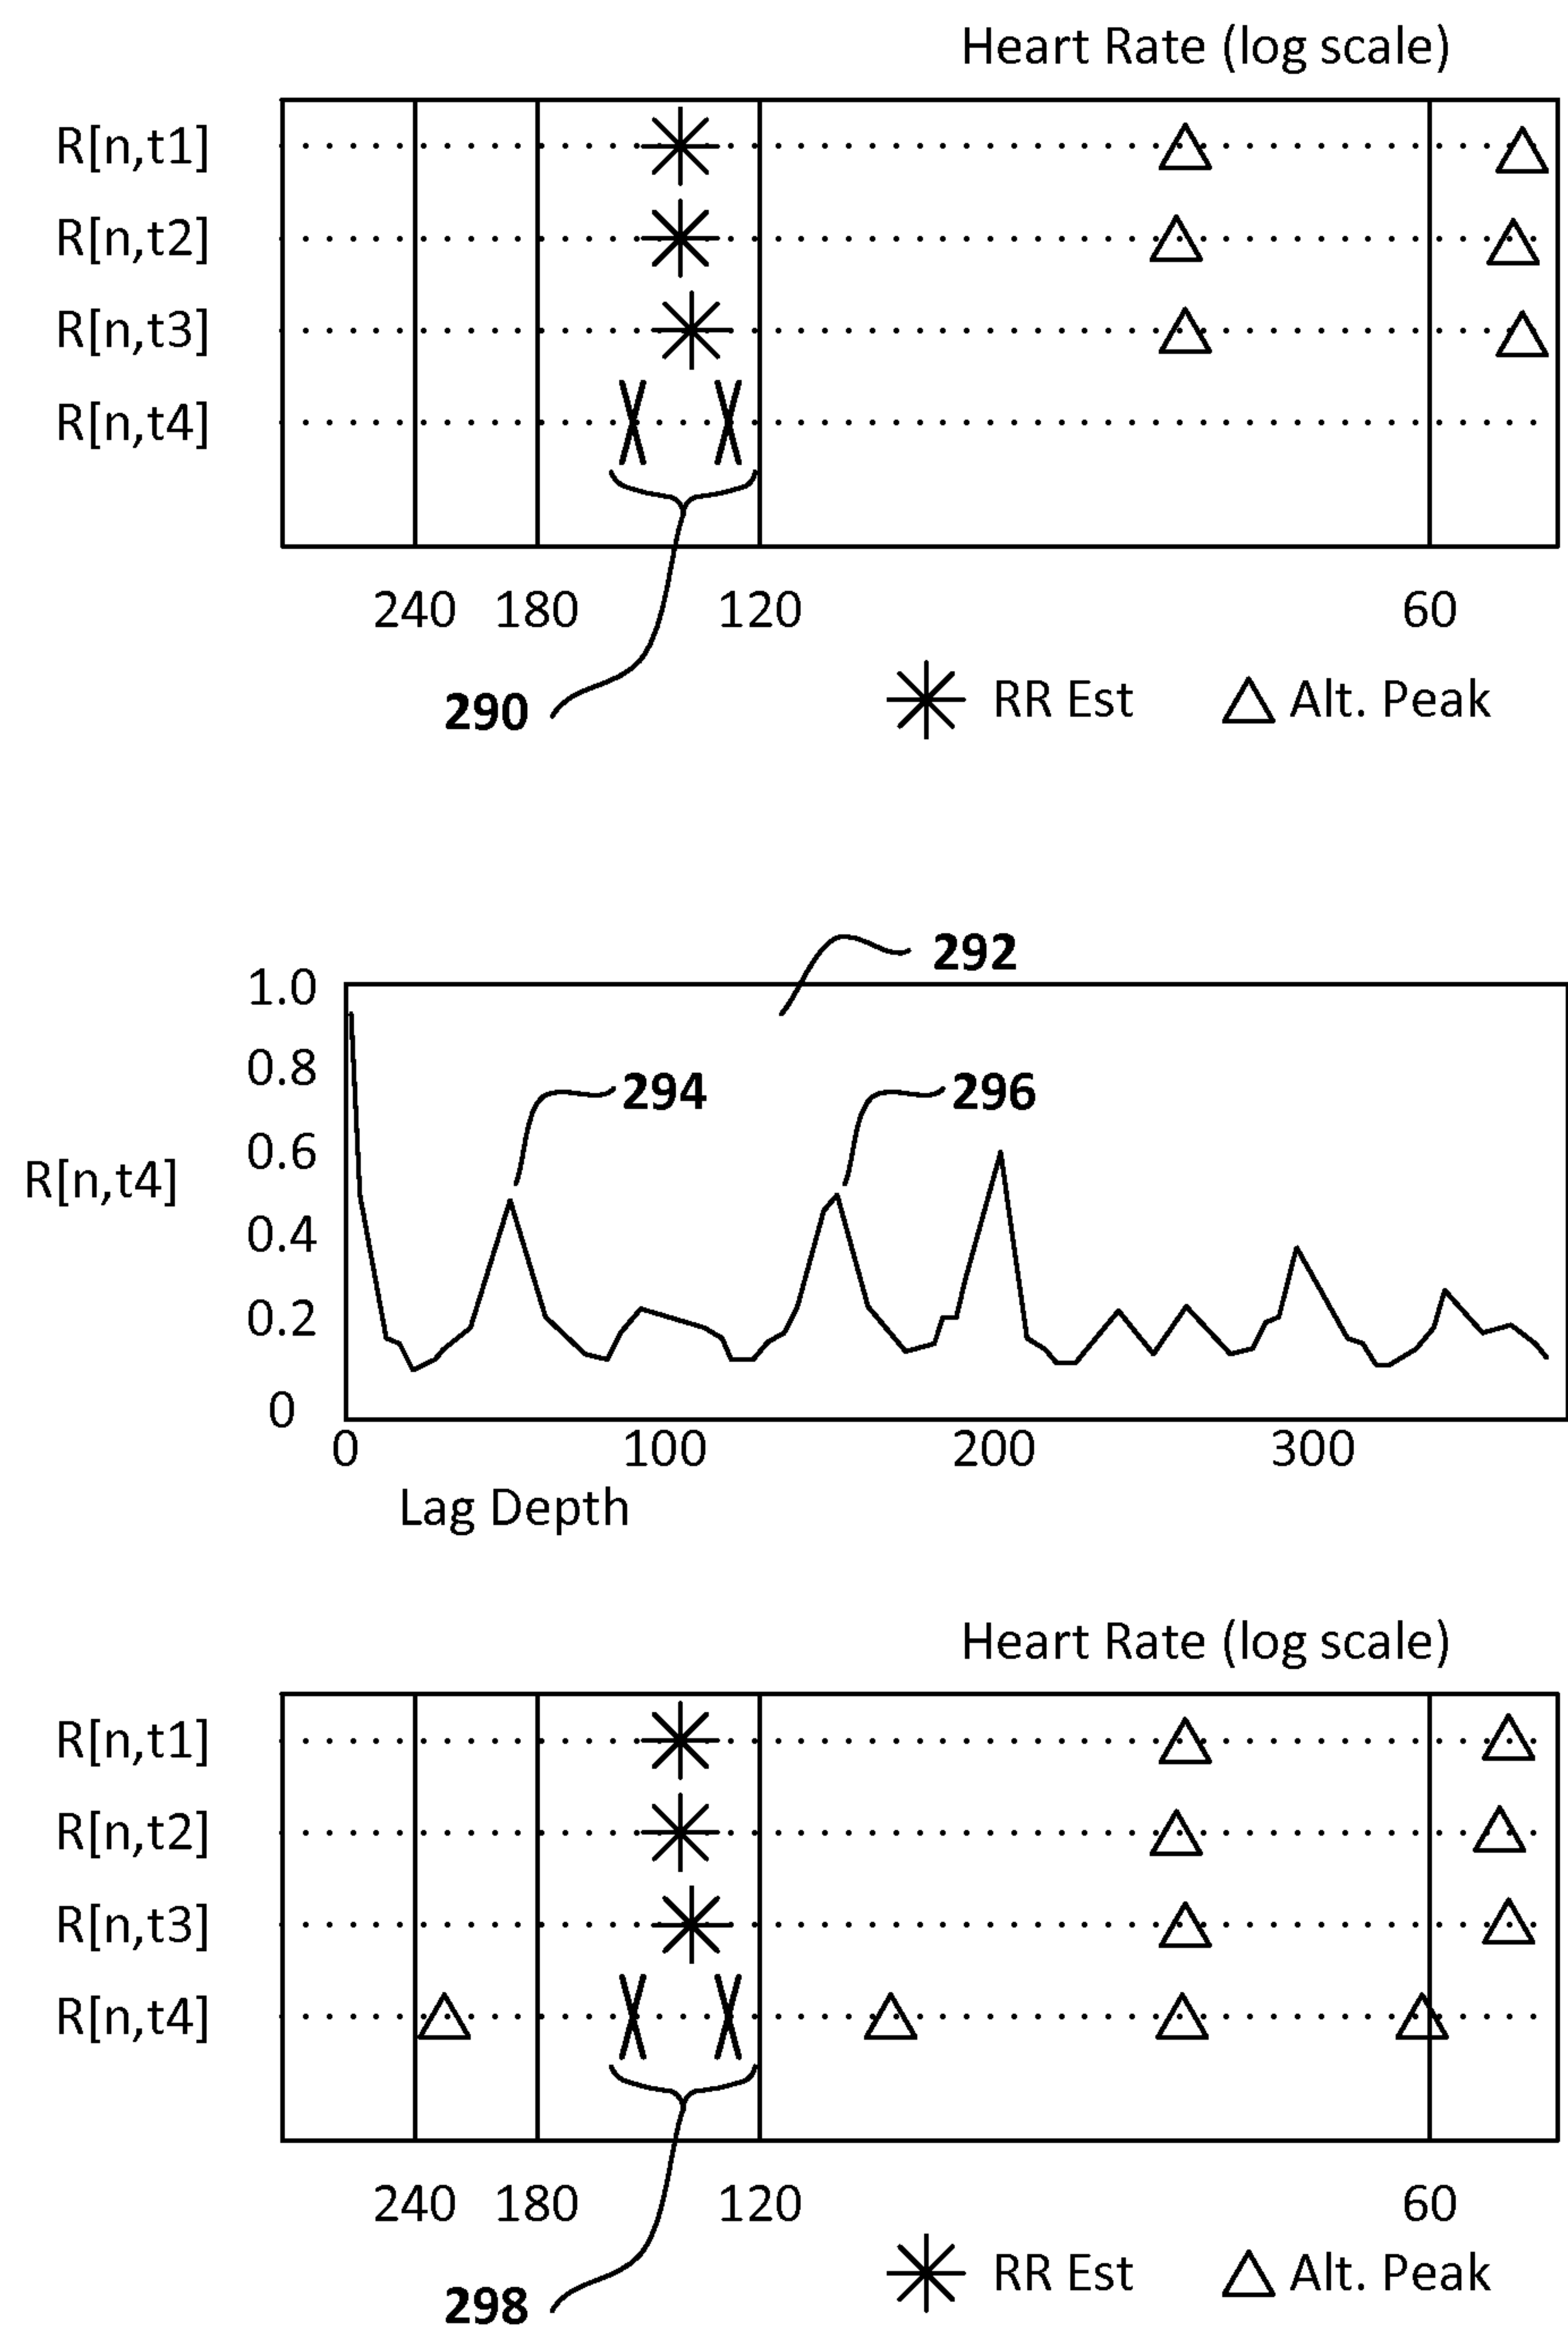 Heart Rate (log scale)
R[n,t1]
R[n,t2]
R[n,t3]
R[n,t4]
240 180 120 60
290 RR Est Alt. Peak
292
1.0
0.8
294 296
0.6
R[n,t4]
0.4
0.2
0
0 100 200 300
Lag Depth
Heart Rate (log scale)
R[n,t1]
R[n,t2]
R[n,t3]
R[n,t4]
240 180 120 60
RR Est Alt. Peak
298